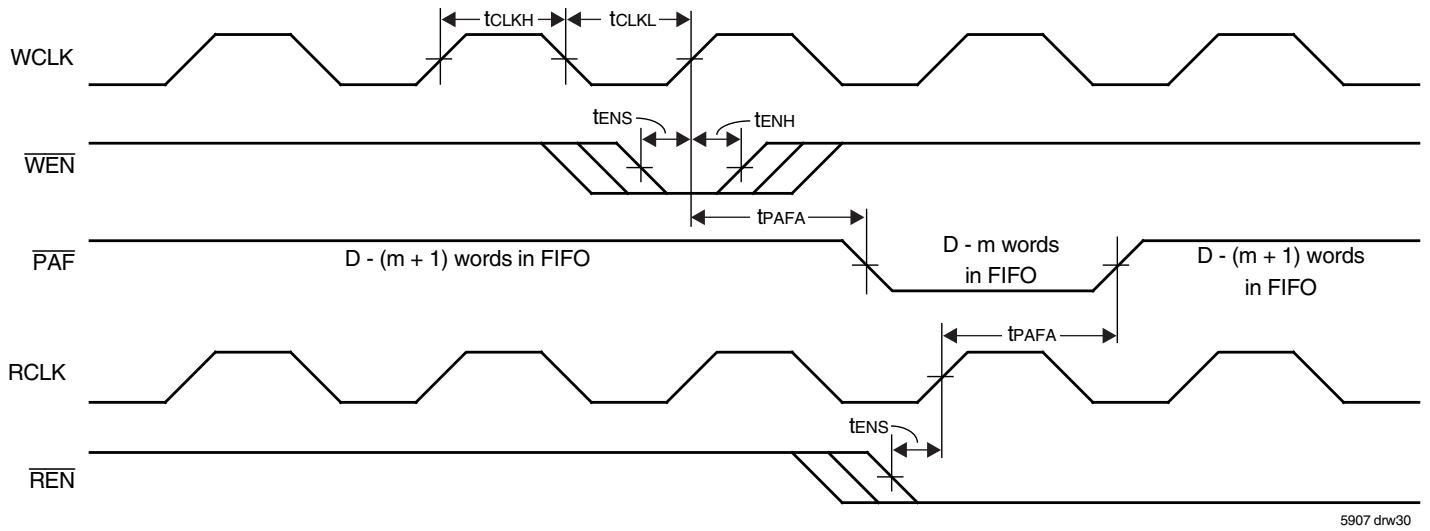 tCLKH
tCLKL
WCLK
tENS
tENH
WEN
tPAFA
PAF
D - (m + 1) words in FIFO
D - m words
in FIFO
D - (m + 1) words
in FIFO
tPAFA
RCLK
tENS
REN
5907 drw30